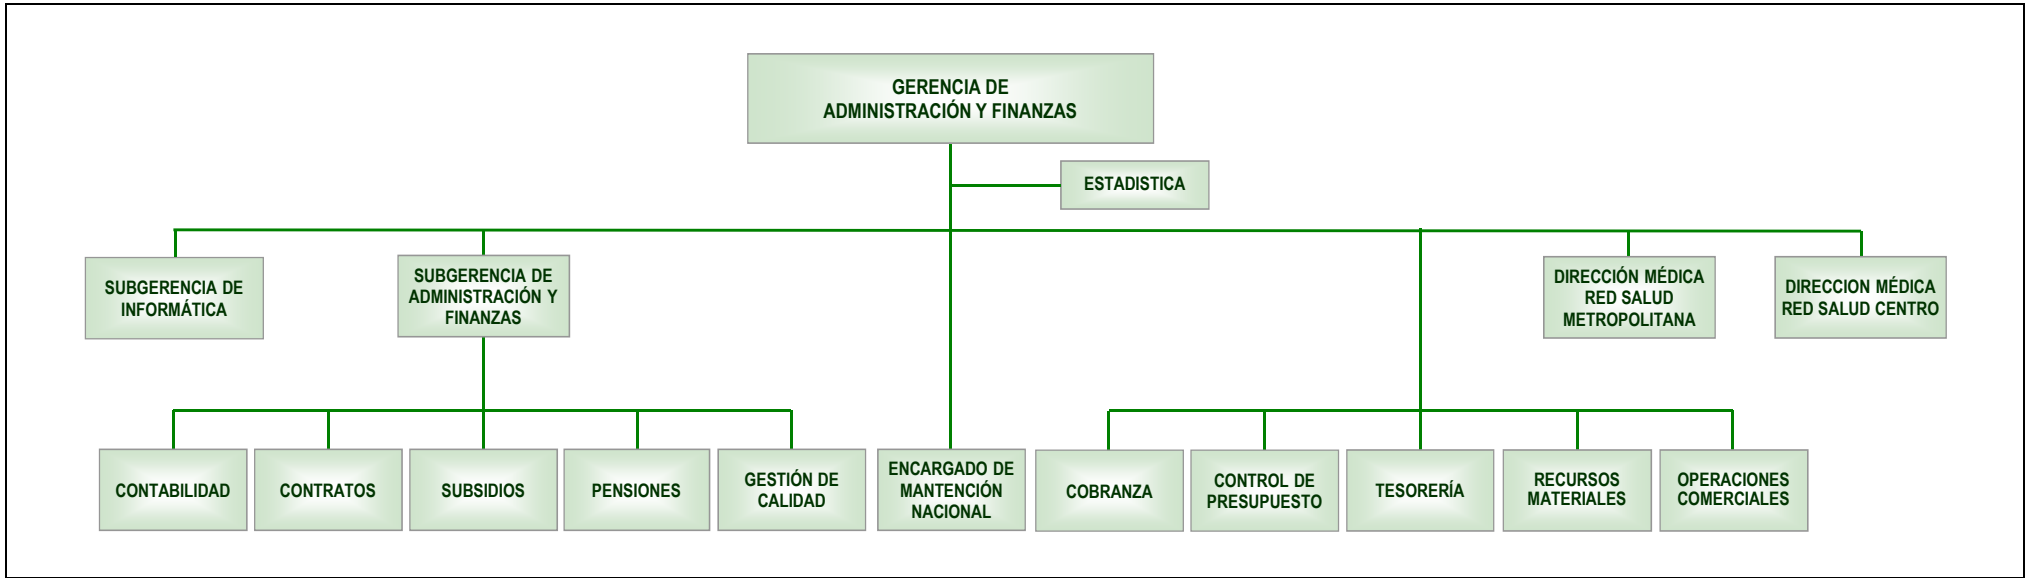 GERENCIA DE
ADMINISTRACIÓN Y FINANZAS
ESTADISTICA
SUBGERENCIA DE
INFORMÁTICA
SUBGERENCIA DE
ADMINISTRACIÓN Y
FINANZAS
DIRECCIÓN MÉDICA
RED SALUD
METROPOLITANA
DIRECCION MÉDICA
RED SALUD CENTRO
CONTABILIDAD
CONTRATOS
SUBSIDIOS
PENSIONES
GESTIÓN DE
CALIDAD
ENCARGADO DE
MANTENCIÓN
NACIONAL
COBRANZA
CONTROL DE
PRESUPUESTO
TESORERÍA
RECURSOS
MATERIALES
OPERACIONES
COMERCIALES